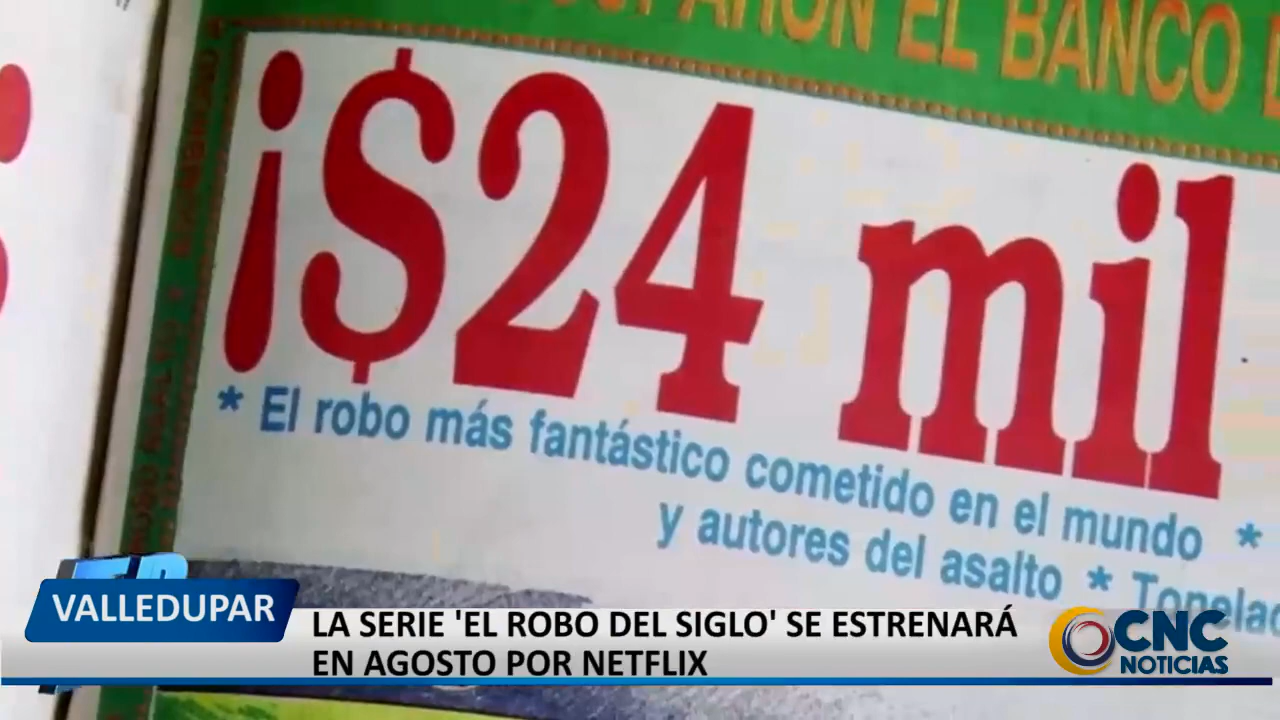 EL BANCO
¡$24 mil
* El robo más fantástico cometido en el mundo *
y autores del asalto *
VALLEDUPAR
LA SERIE 'EL ROBO DEL SIGLO' SE ESTRENARÁ
EN AGOSTO POR NETFLIX
CNC
NOTICIAS